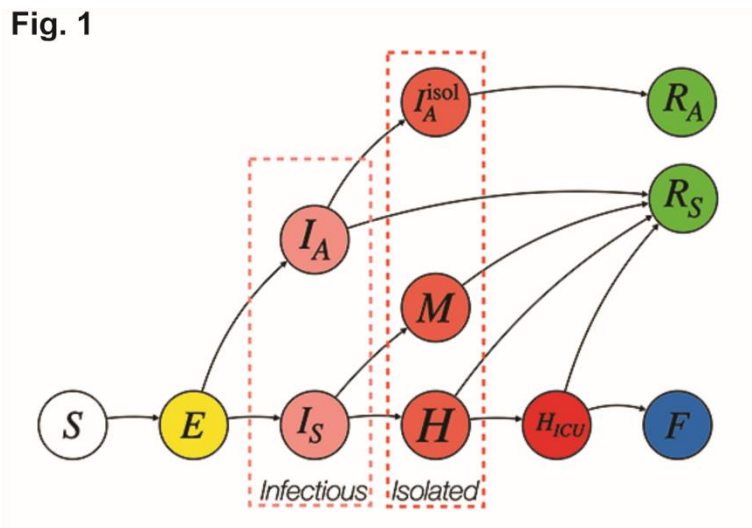 Fig. 1
I_A^isol
R_A
R_S
I_A
M
S
E
I_S
H
H_ICU
F
Infectious
Isolated